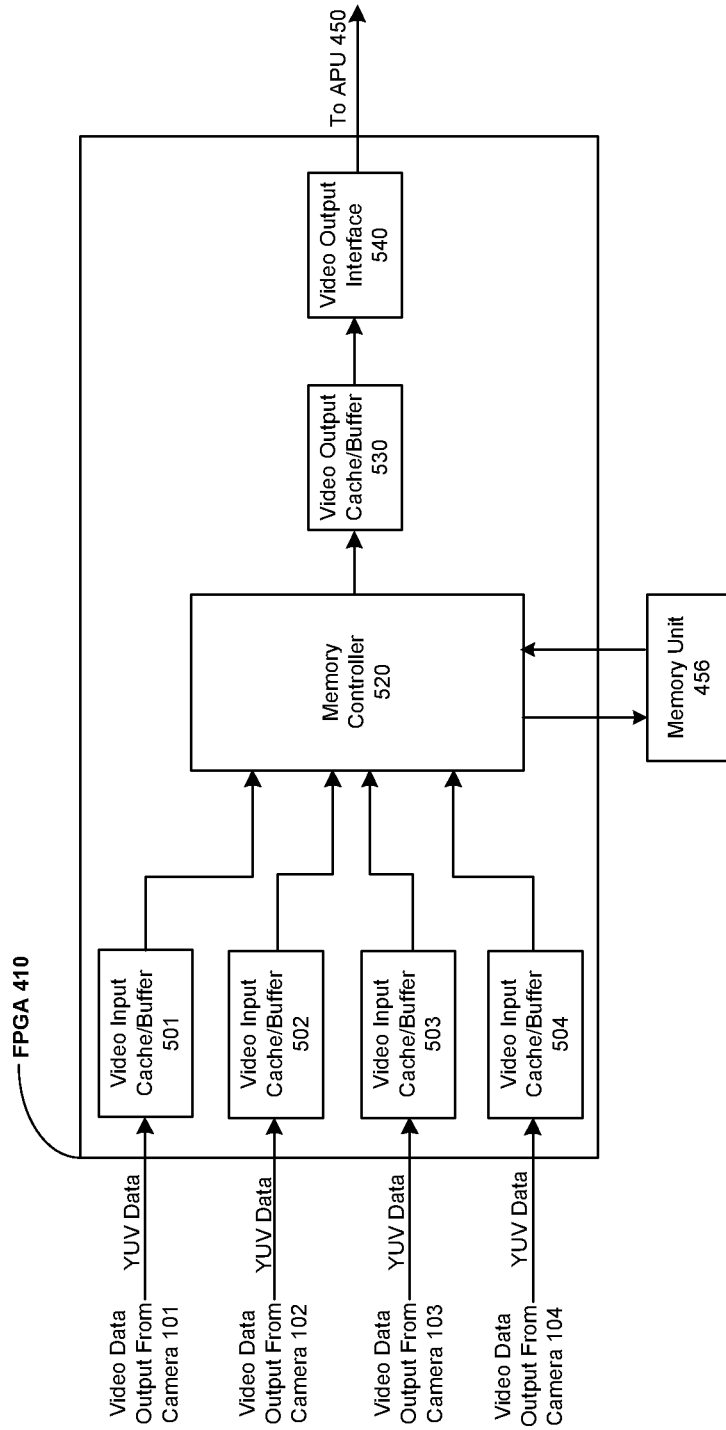 FPGA 410
Video Data
Output From
Camera 101
YUV Data
Video Input
Cache/Buffer
501
Video Data
Output From
Camera 102
YUV Data
Video Input
Cache/Buffer
502
Video Data
Output From
Camera 103
YUV Data
Video Input
Cache/Buffer
503
Video Data
Output From
Camera 104
YUV Data
Video Input
Cache/Buffer
504
Memory
Controller
520
Memory Unit
456
Video Output
Cache/Buffer
530
Video Output
Interface
540
To APU 450